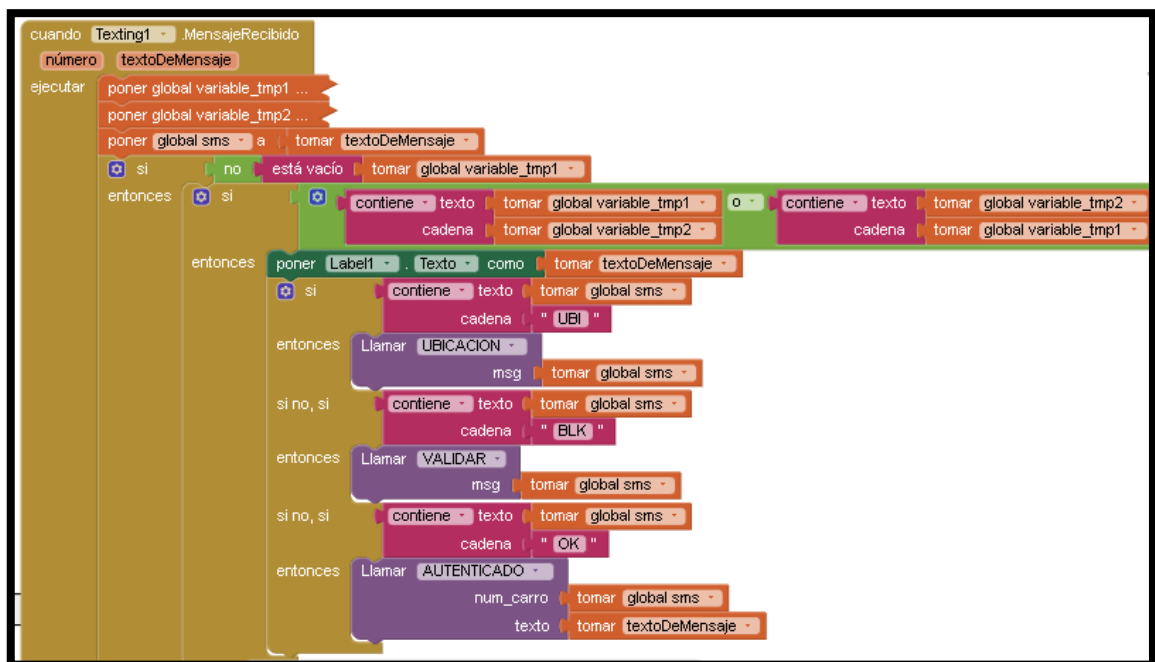 cuando Texting1 .MensajeRecibido
número textoDeMensaje
ejecutar poner global variable_tmp1 ...
poner global variable_tmp2 ...
poner global sms a tomar textoDeMensaje
si no está vacío tomar global variable_tmp1
entonces si contiene texto tomar global variable_tmp1 o contiene texto tomar global variable_tmp2
cadena tomar global variable_tmp2 cadena tomar global variable_tmp1
entonces poner Label1 . Texto como tomar textoDeMensaje
si contiene texto tomar global sms
cadena " UBI "
entonces Llamar UBICACION
msg tomar global sms
si no, si contiene texto tomar global sms
cadena " BLK "
entonces Llamar VALIDAR
msg tomar global sms
si no, si contiene texto tomar global sms
cadena " OK "
entonces Llamar AUTENTICADO
num_carro tomar global sms
texto tomar textoDeMensaje